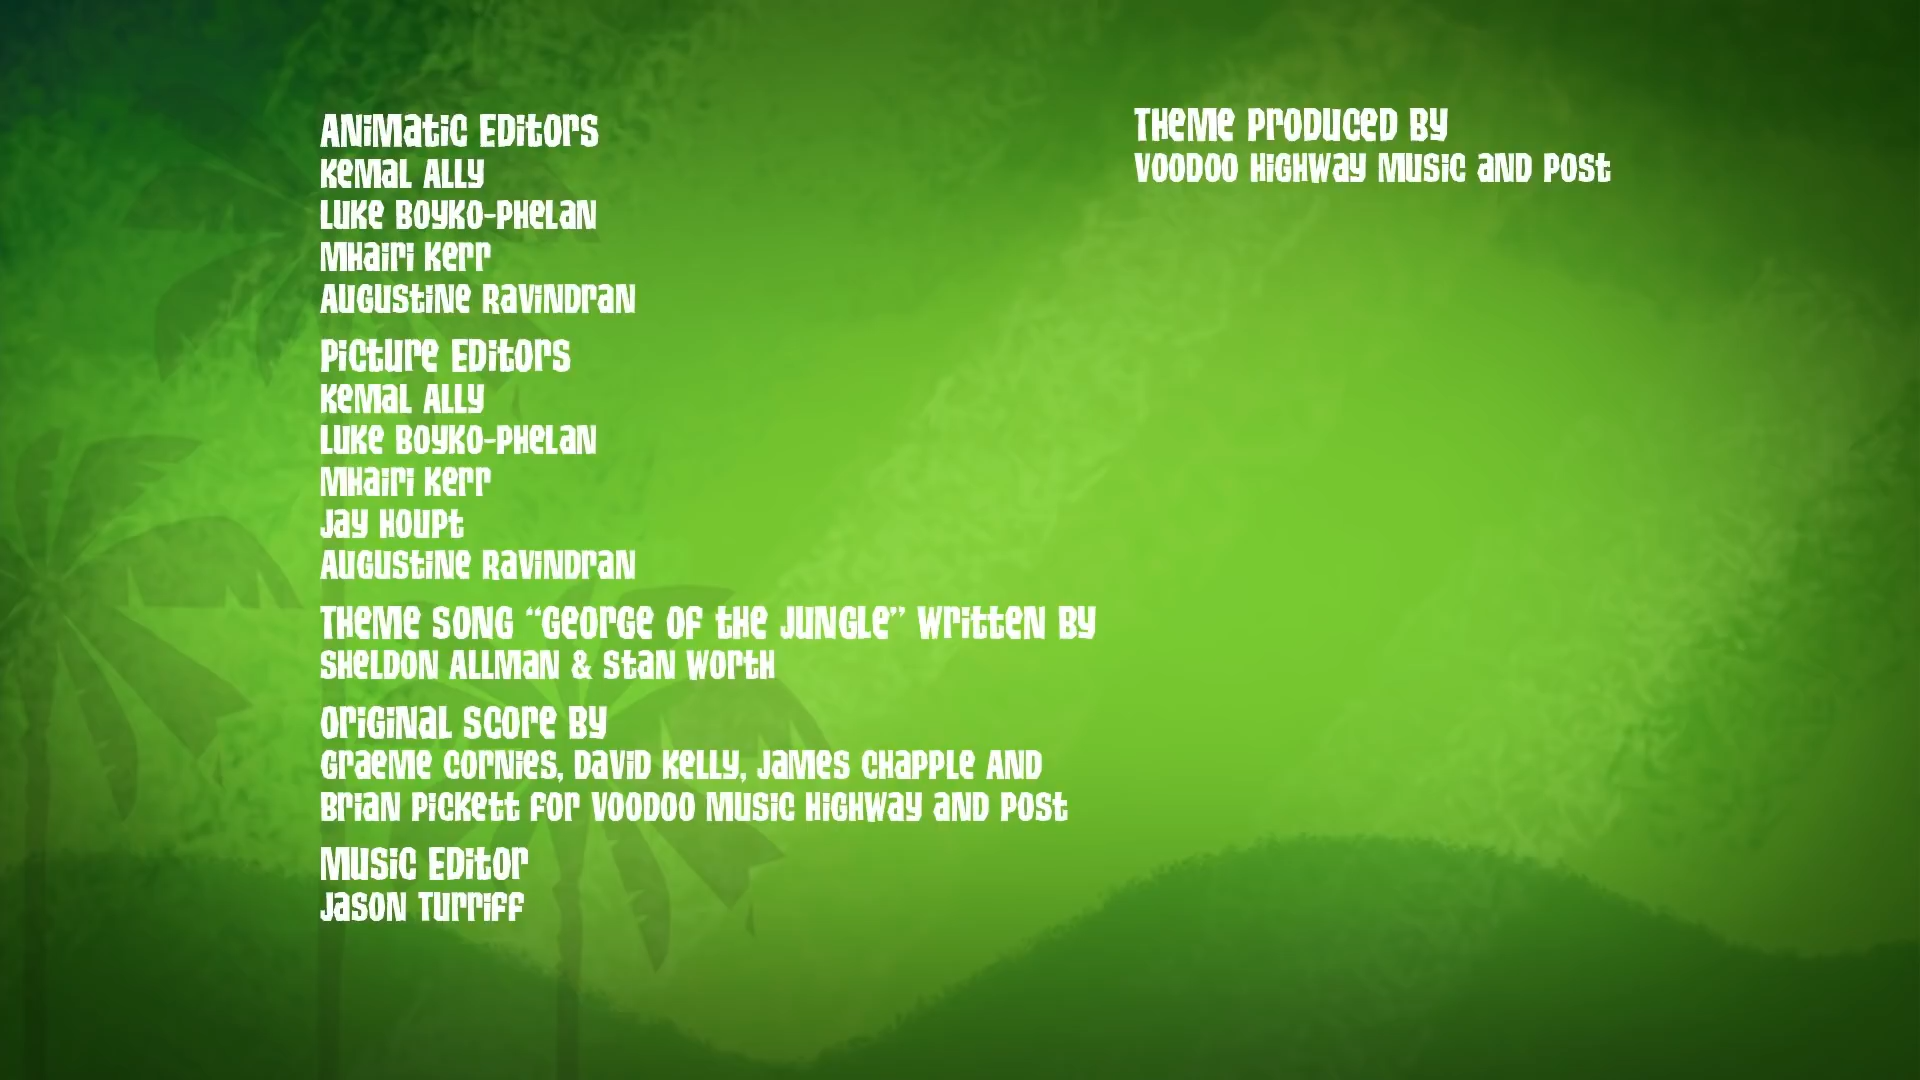 Animatic Editors
Kemal Ally
Luke Boyko-Phelan
Mhairi Kerr
Augustine Ravindran
Picture Editors
Kemal Ally
Luke Boyko-Phelan
Mhairi Kerr
Jay Houpt
Augustine Ravindran
Theme Song “George of the Jungle” Written By
Sheldon Allman & Stan Worth
Original Score By
Graeme Cornies, David Kelly, James Chapple and
Brian Pickett for Voodoo Music Highway and Post
Music Editor
Jason Turriff
Theme Produced By
Voodoo Highway Music and Post